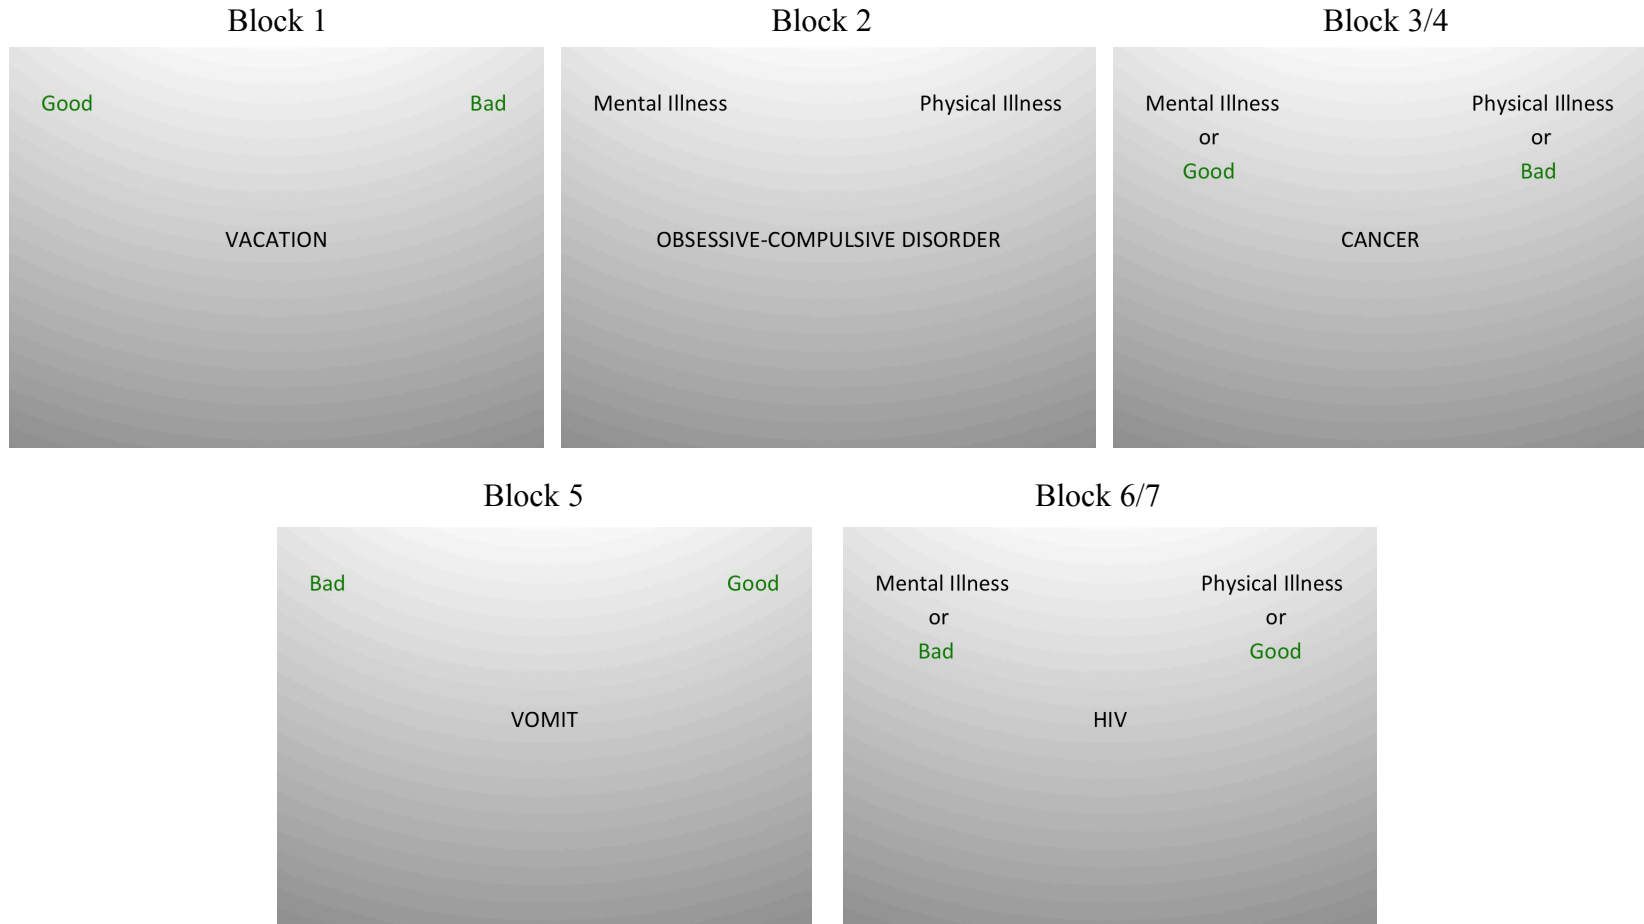 Block 1
Good Bad
VACATION
Block 2
Mental Illness Physical Illness
OBSESSIVE-COMPULSIVE DISORDER
Block 3/4
Mental Illness Physical Illness
or or
Good Bad
CANCER
Block 5
Bad Good
VOMIT
Block 6/7
Mental Illness Physical Illness
or or
Bad Good
HIV